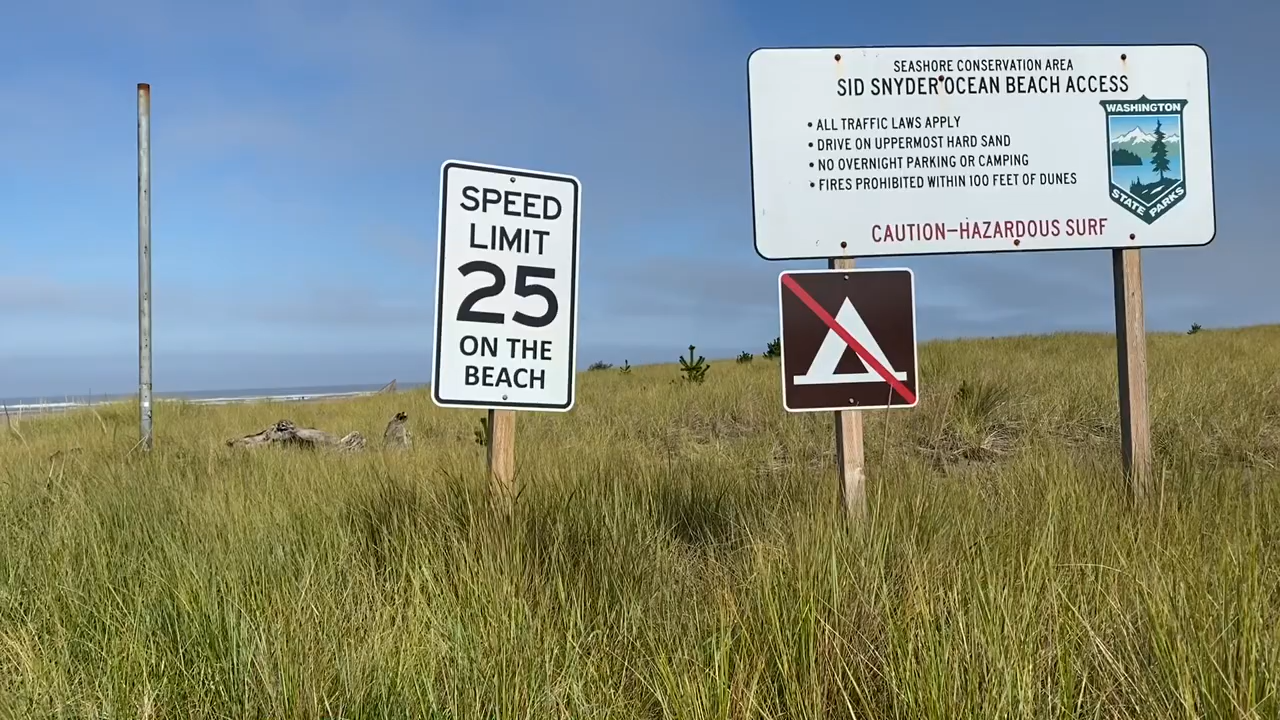 SPEED
LIMIT
25
ON THE
BEACH
SEASHORE CONSERVATION AREA
SID SNYDER OCEAN BEACH ACCESS
• ALL TRAFFIC LAWS APPLY
• DRIVE ON UPPERMOST HARD SAND
• NO OVERNIGHT PARKING OR CAMPING
• FIRES PROHIBITED WITHIN 100 FEET OF DUNES
CAUTION–HAZARDOUS SURF
WASHINGTON
STATE PARKS